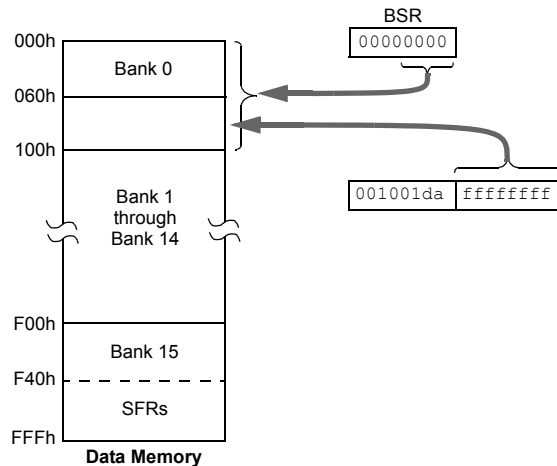 BSR
000h
00000000
Bank 0
060h
100h
001001da ffffffff
Bank 1
through
Bank 14
F00h
Bank 15
F40h
SFRs
FFFh
Data Memory